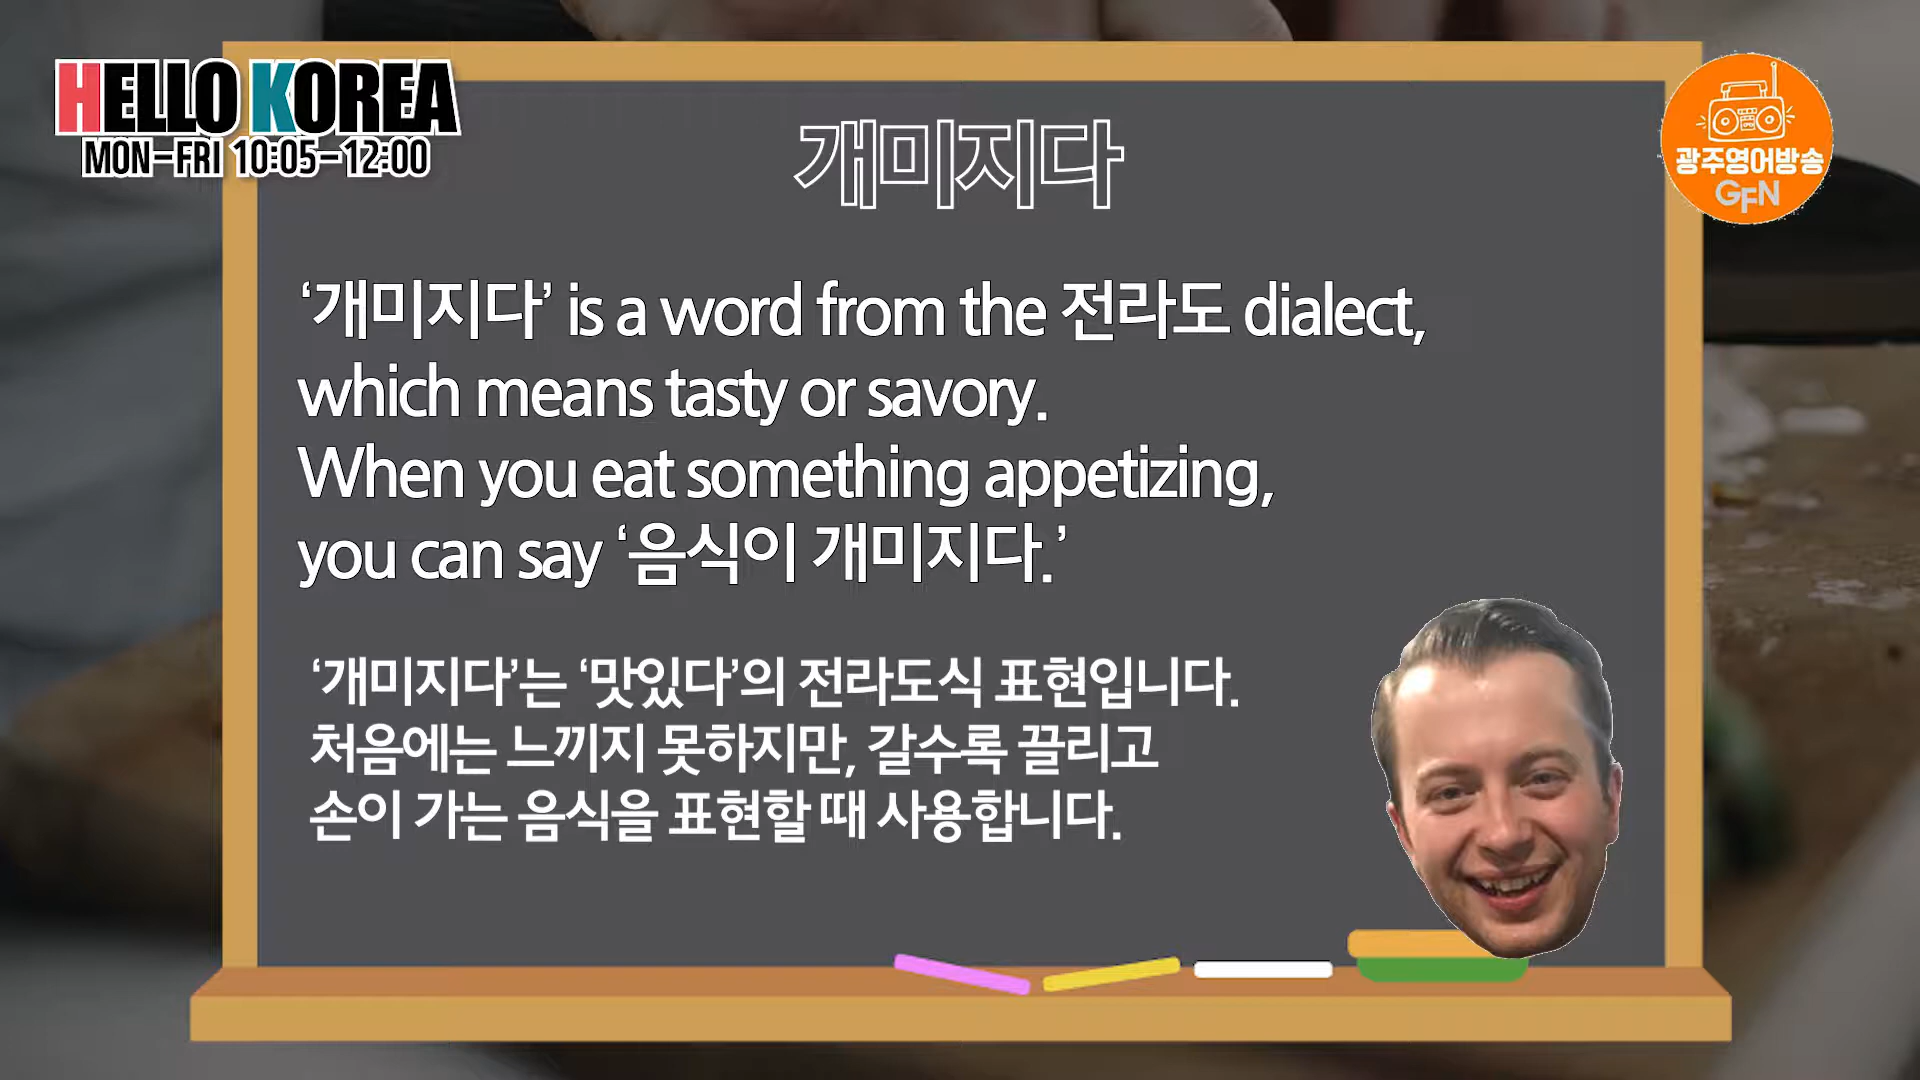 HELLO KOREA
MON-FRI 10:05-12:00
광주영어방송
GFN
개미지다
‘개미지다’ is a word from the 전라도 dialect,
which means tasty or savory.
When you eat something appetizing,
you can say ‘음식이 개미지다.’
‘개미지다’는 ‘맛있다’의 전라도식 표현입니다.
처음에는 느끼지 못하지만, 갈수록 끌리고
손이 가는 음식을 표현할 때 사용합니다.